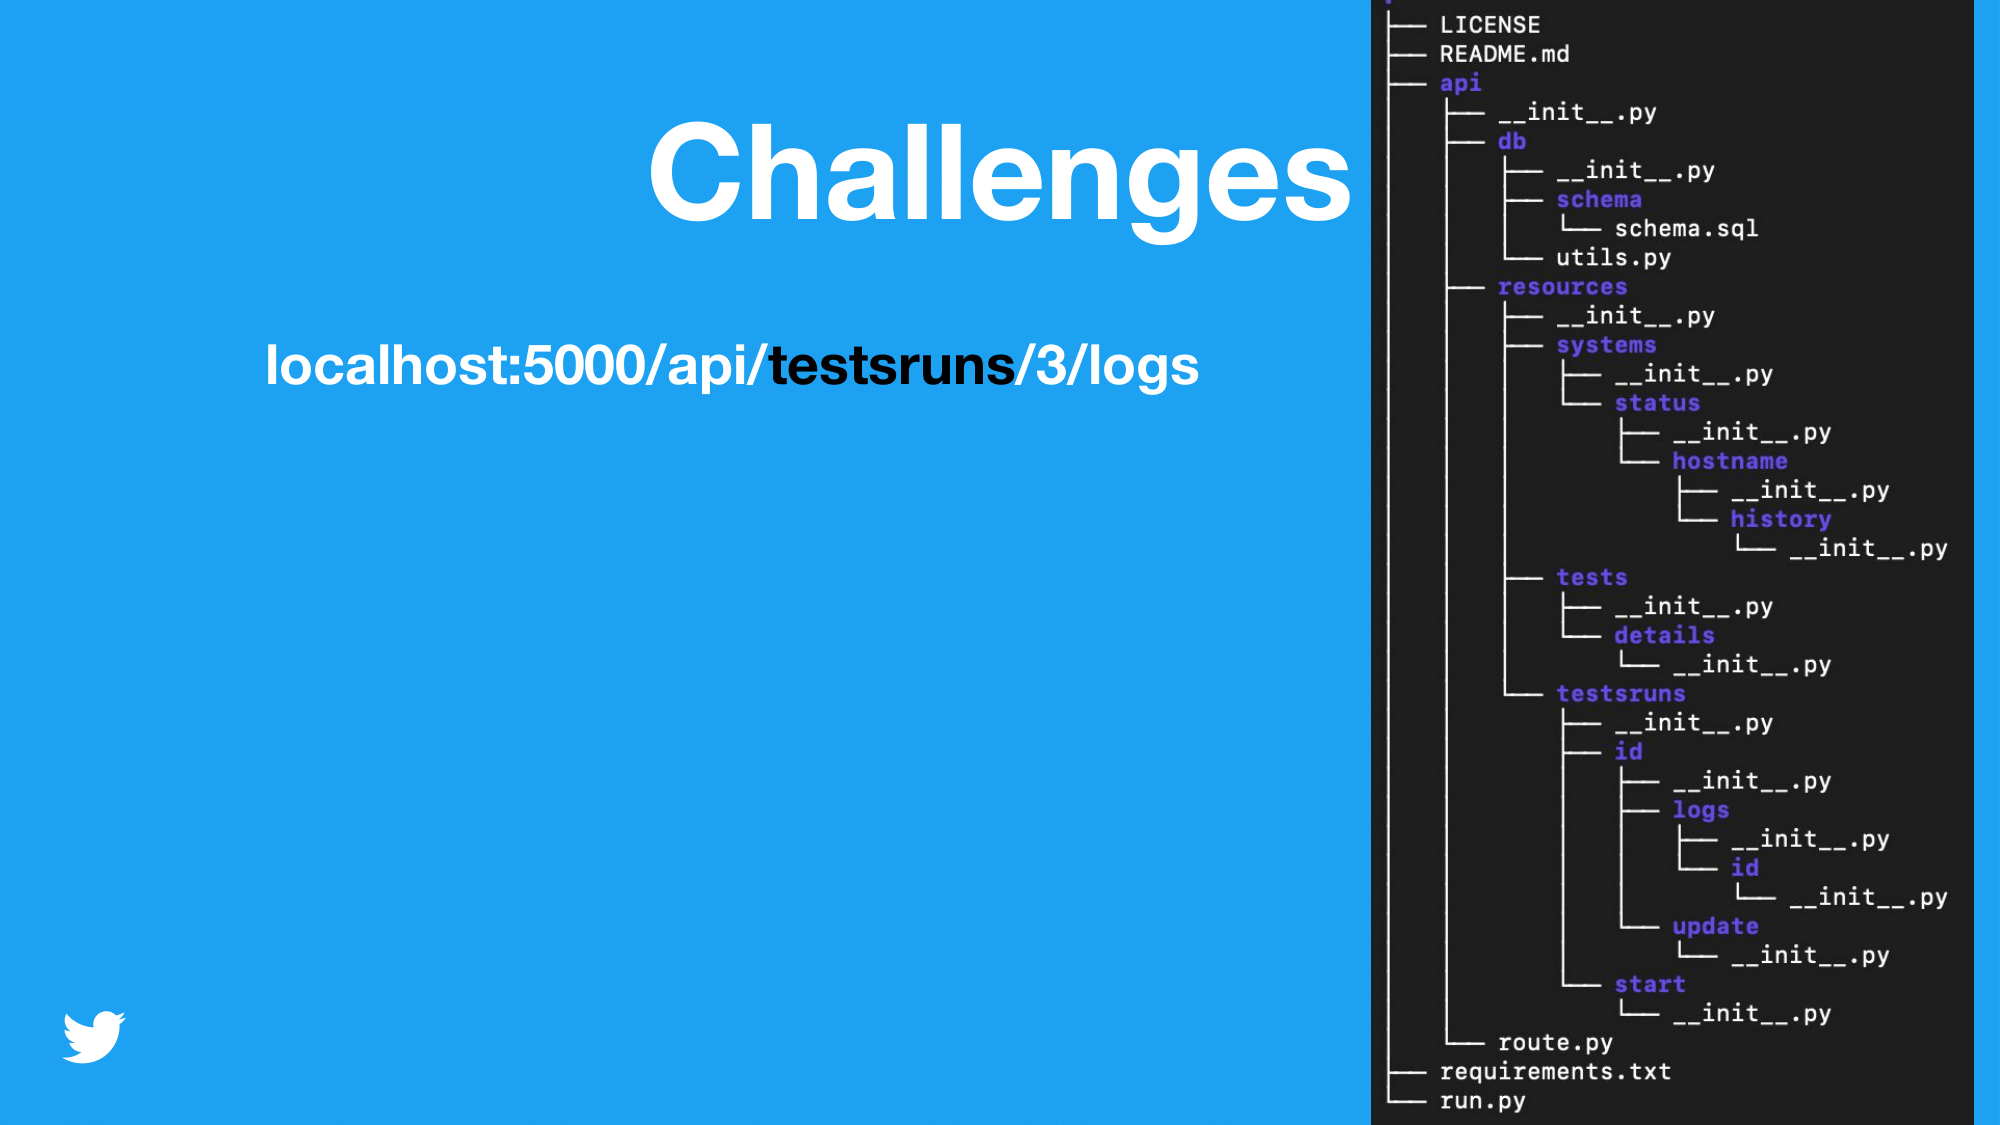 Challenges
localhost:5000/api/testsruns/3/logs
├── LICENSE
├── README.md
├── api
│   ├── __init__.py
│   ├── db
│   │   ├── __init__.py
│   │   ├── schema
│   │   │   └── schema.sql
│   │   └── utils.py
│   ├── resources
│   │   ├── __init__.py
│   │   ├── systems
│   │   │   ├── __init__.py
│   │   │   └── status
│   │   │       ├── __init__.py
│   │   │       └── hostname
│   │   │           ├── __init__.py
│   │   │           └── history
│   │   │               └── __init__.py
│   │   ├── tests
│   │   │   ├── __init__.py
│   │   │   └── details
│   │   │       └── __init__.py
│   │   └── testsruns
│   │       ├── __init__.py
│   │       ├── id
│   │       │   ├── __init__.py
│   │       │   ├── logs
│   │       │   │   ├── __init__.py
│   │       │   │   └── id
│   │       │   │       └── __init__.py
│   │       │   └── update
│   │       │       └── __init__.py
│   │       └── start
│   │           └── __init__.py
│   └── route.py
├── requirements.txt
└── run.py